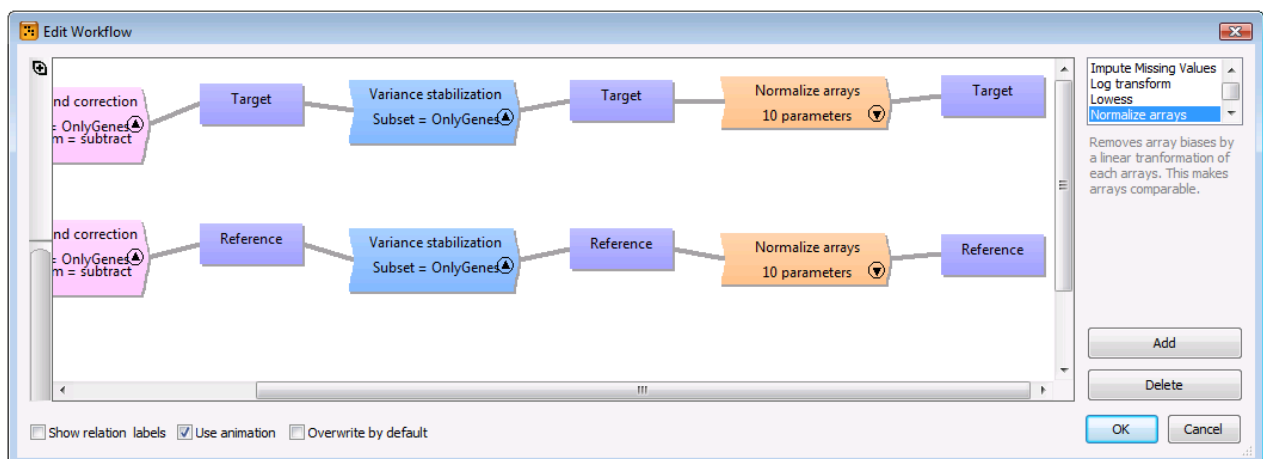 Edit Workflow
nd correction
= OnlyGenes
m = subtract
Target
Variance stabilization
Subset = OnlyGenes
Target
Normalize arrays
10 parameters
Target
nd correction
= OnlyGenes
m = subtract
Reference
Variance stabilization
Subset = OnlyGenes
Reference
Normalize arrays
10 parameters
Reference
Impute Missing Values
Log transform
Lowess
Normalize arrays
Removes array biases by
a linear tranformation of
each arrays. This makes
arrays comparable.
Add
Delete
Show relation labels
Use animation
Overwrite by default
OK
Cancel